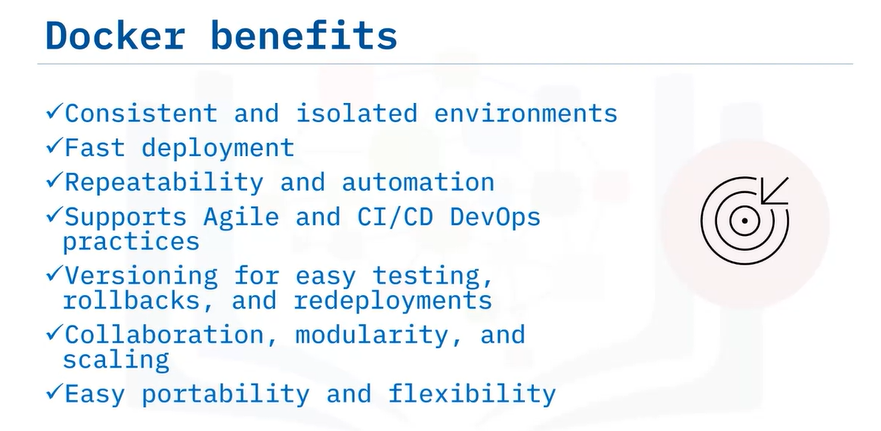 Docker benefits
✓Consistent and isolated environments
✓Fast deployment
✓Repeatability and automation
✓Supports Agile and CI/CD DevOps
practices
✓Versioning for easy testing,
rollbacks, and redeployments
✓Collaboration, modularity, and
scaling
✓Easy portability and flexibility